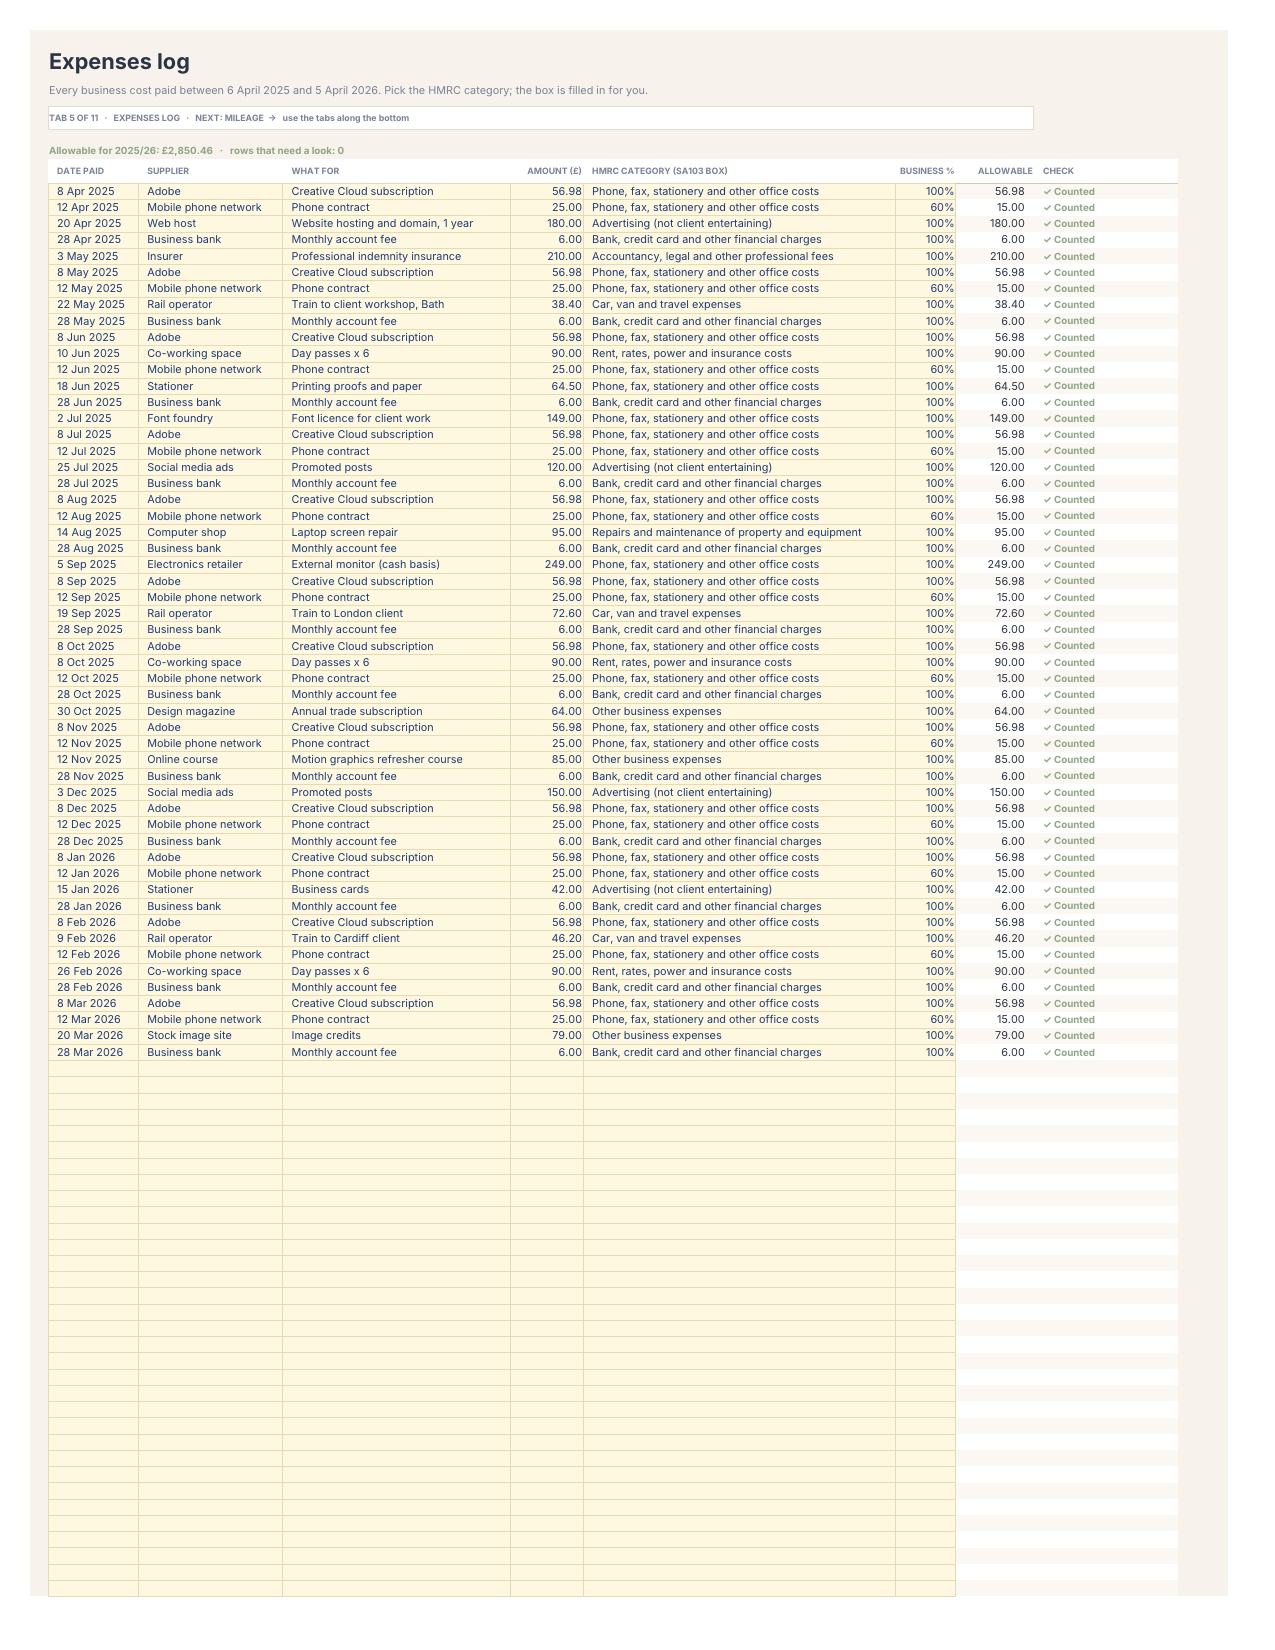 Expenses log
Every business cost paid between 6 April 2025 and 5 April 2026. Pick the HMRC category; the box is filled in for you.
TAB 5 OF 11 · EXPENSES LOG · NEXT: MILEAGE → use the tabs along the bottom
Allowable for 2025/26: £2,850.46 · rows that need a look: 0
DATE PAID SUPPLIER WHAT FOR AMOUNT (£) HMRC CATEGORY (SA103 BOX) BUSINESS % ALLOWABLE CHECK
8 Apr 2025 Adobe Creative Cloud subscription 56.98 Phone, fax, stationery and other office costs 100% 56.98 ✓ Counted
12 Apr 2025 Mobile phone network Phone contract 25.00 Phone, fax, stationery and other office costs 60% 15.00 ✓ Counted
20 Apr 2025 Web host Website hosting and domain, 1 year 180.00 Advertising (not client entertaining) 100% 180.00 ✓ Counted
28 Apr 2025 Business bank Monthly account fee 6.00 Bank, credit card and other financial charges 100% 6.00 ✓ Counted
3 May 2025 Insurer Professional indemnity insurance 210.00 Accountancy, legal and other professional fees 100% 210.00 ✓ Counted
8 May 2025 Adobe Creative Cloud subscription 56.98 Phone, fax, stationery and other office costs 100% 56.98 ✓ Counted
12 May 2025 Mobile phone network Phone contract 25.00 Phone, fax, stationery and other office costs 60% 15.00 ✓ Counted
22 May 2025 Rail operator Train to client workshop, Bath 38.40 Car, van and travel expenses 100% 38.40 ✓ Counted
28 May 2025 Business bank Monthly account fee 6.00 Bank, credit card and other financial charges 100% 6.00 ✓ Counted
8 Jun 2025 Adobe Creative Cloud subscription 56.98 Phone, fax, stationery and other office costs 100% 56.98 ✓ Counted
10 Jun 2025 Co-working space Day passes x 6 90.00 Rent, rates, power and insurance costs 100% 90.00 ✓ Counted
12 Jun 2025 Mobile phone network Phone contract 25.00 Phone, fax, stationery and other office costs 60% 15.00 ✓ Counted
18 Jun 2025 Stationer Printing proofs and paper 64.50 Phone, fax, stationery and other office costs 100% 64.50 ✓ Counted
28 Jun 2025 Business bank Monthly account fee 6.00 Bank, credit card and other financial charges 100% 6.00 ✓ Counted
2 Jul 2025 Font foundry Font licence for client work 149.00 Phone, fax, stationery and other office costs 100% 149.00 ✓ Counted
8 Jul 2025 Adobe Creative Cloud subscription 56.98 Phone, fax, stationery and other office costs 100% 56.98 ✓ Counted
12 Jul 2025 Mobile phone network Phone contract 25.00 Phone, fax, stationery and other office costs 60% 15.00 ✓ Counted
25 Jul 2025 Social media ads Promoted posts 120.00 Advertising (not client entertaining) 100% 120.00 ✓ Counted
28 Jul 2025 Business bank Monthly account fee 6.00 Bank, credit card and other financial charges 100% 6.00 ✓ Counted
8 Aug 2025 Adobe Creative Cloud subscription 56.98 Phone, fax, stationery and other office costs 100% 56.98 ✓ Counted
12 Aug 2025 Mobile phone network Phone contract 25.00 Phone, fax, stationery and other office costs 60% 15.00 ✓ Counted
14 Aug 2025 Computer shop Laptop screen repair 95.00 Repairs and maintenance of property and equipment 100% 95.00 ✓ Counted
28 Aug 2025 Business bank Monthly account fee 6.00 Bank, credit card and other financial charges 100% 6.00 ✓ Counted
5 Sep 2025 Electronics retailer External monitor (cash basis) 249.00 Phone, fax, stationery and other office costs 100% 249.00 ✓ Counted
8 Sep 2025 Adobe Creative Cloud subscription 56.98 Phone, fax, stationery and other office costs 100% 56.98 ✓ Counted
12 Sep 2025 Mobile phone network Phone contract 25.00 Phone, fax, stationery and other office costs 60% 15.00 ✓ Counted
19 Sep 2025 Rail operator Train to London client 72.60 Car, van and travel expenses 100% 72.60 ✓ Counted
28 Sep 2025 Business bank Monthly account fee 6.00 Bank, credit card and other financial charges 100% 6.00 ✓ Counted
8 Oct 2025 Adobe Creative Cloud subscription 56.98 Phone, fax, stationery and other office costs 100% 56.98 ✓ Counted
8 Oct 2025 Co-working space Day passes x 6 90.00 Rent, rates, power and insurance costs 100% 90.00 ✓ Counted
12 Oct 2025 Mobile phone network Phone contract 25.00 Phone, fax, stationery and other office costs 60% 15.00 ✓ Counted
28 Oct 2025 Business bank Monthly account fee 6.00 Bank, credit card and other financial charges 100% 6.00 ✓ Counted
30 Oct 2025 Design magazine Annual trade subscription 64.00 Other business expenses 100% 64.00 ✓ Counted
8 Nov 2025 Adobe Creative Cloud subscription 56.98 Phone, fax, stationery and other office costs 100% 56.98 ✓ Counted
12 Nov 2025 Mobile phone network Phone contract 25.00 Phone, fax, stationery and other office costs 60% 15.00 ✓ Counted
12 Nov 2025 Online course Motion graphics refresher course 85.00 Other business expenses 100% 85.00 ✓ Counted
28 Nov 2025 Business bank Monthly account fee 6.00 Bank, credit card and other financial charges 100% 6.00 ✓ Counted
3 Dec 2025 Social media ads Promoted posts 150.00 Advertising (not client entertaining) 100% 150.00 ✓ Counted
8 Dec 2025 Adobe Creative Cloud subscription 56.98 Phone, fax, stationery and other office costs 100% 56.98 ✓ Counted
12 Dec 2025 Mobile phone network Phone contract 25.00 Phone, fax, stationery and other office costs 60% 15.00 ✓ Counted
28 Dec 2025 Business bank Monthly account fee 6.00 Bank, credit card and other financial charges 100% 6.00 ✓ Counted
8 Jan 2026 Adobe Creative Cloud subscription 56.98 Phone, fax, stationery and other office costs 100% 56.98 ✓ Counted
12 Jan 2026 Mobile phone network Phone contract 25.00 Phone, fax, stationery and other office costs 60% 15.00 ✓ Counted
15 Jan 2026 Stationer Business cards 42.00 Advertising (not client entertaining) 100% 42.00 ✓ Counted
28 Jan 2026 Business bank Monthly account fee 6.00 Bank, credit card and other financial charges 100% 6.00 ✓ Counted
8 Feb 2026 Adobe Creative Cloud subscription 56.98 Phone, fax, stationery and other office costs 100% 56.98 ✓ Counted
9 Feb 2026 Rail operator Train to Cardiff client 46.20 Car, van and travel expenses 100% 46.20 ✓ Counted
12 Feb 2026 Mobile phone network Phone contract 25.00 Phone, fax, stationery and other office costs 60% 15.00 ✓ Counted
26 Feb 2026 Co-working space Day passes x 6 90.00 Rent, rates, power and insurance costs 100% 90.00 ✓ Counted
28 Feb 2026 Business bank Monthly account fee 6.00 Bank, credit card and other financial charges 100% 6.00 ✓ Counted
8 Mar 2026 Adobe Creative Cloud subscription 56.98 Phone, fax, stationery and other office costs 100% 56.98 ✓ Counted
12 Mar 2026 Mobile phone network Phone contract 25.00 Phone, fax, stationery and other office costs 60% 15.00 ✓ Counted
20 Mar 2026 Stock image site Image credits 79.00 Other business expenses 100% 79.00 ✓ Counted
28 Mar 2026 Business bank Monthly account fee 6.00 Bank, credit card and other financial charges 100% 6.00 ✓ Counted